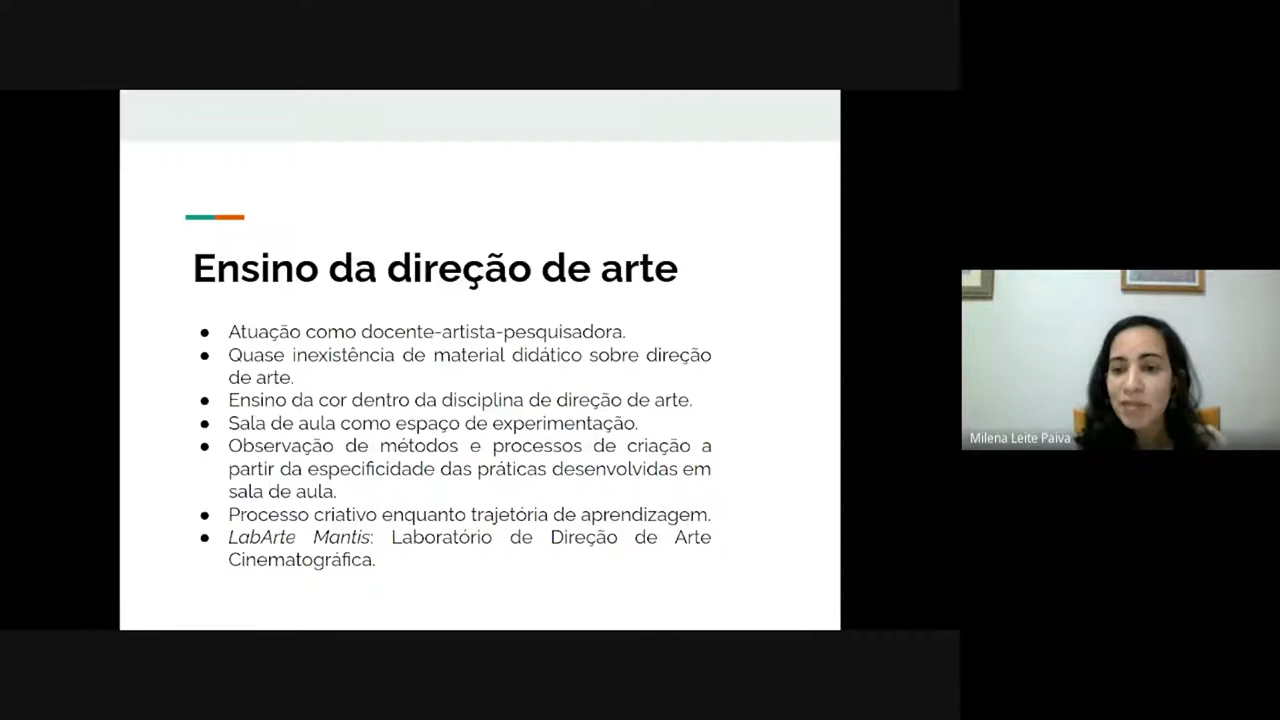 Ensino da direção de arte
● Atuação como docente-artista-pesquisadora.
● Quase inexistência de material didático sobre direção
de arte.
● Ensino da cor dentro da disciplina de direção de arte.
● Sala de aula como espaço de experimentação.
● Observação de métodos e processos de criação a
partir da especificidade das práticas desenvolvidas em
sala de aula.
● Processo criativo enquanto trajetória de aprendizagem.
● LabArte Mantis: Laboratório de Direção de Arte
Cinematográfica.
Milena Leite Paiva